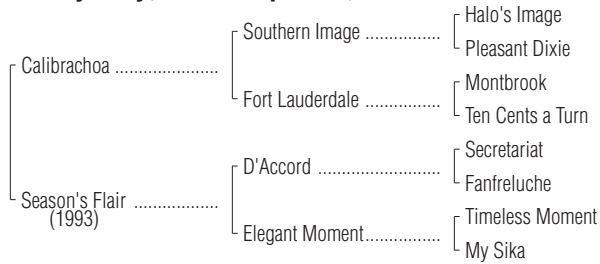 Halo's Image
Southern Image ................
Pleasant Dixie
Calibrachoa ......................
Montbrook
Fort Lauderdale ................
Ten Cents a Turn
Secretariat
D'Accord ..........................
Fanfreluche
Season's Flair ..................
(1993)
Timeless Moment
Elegant Moment................
My Sika